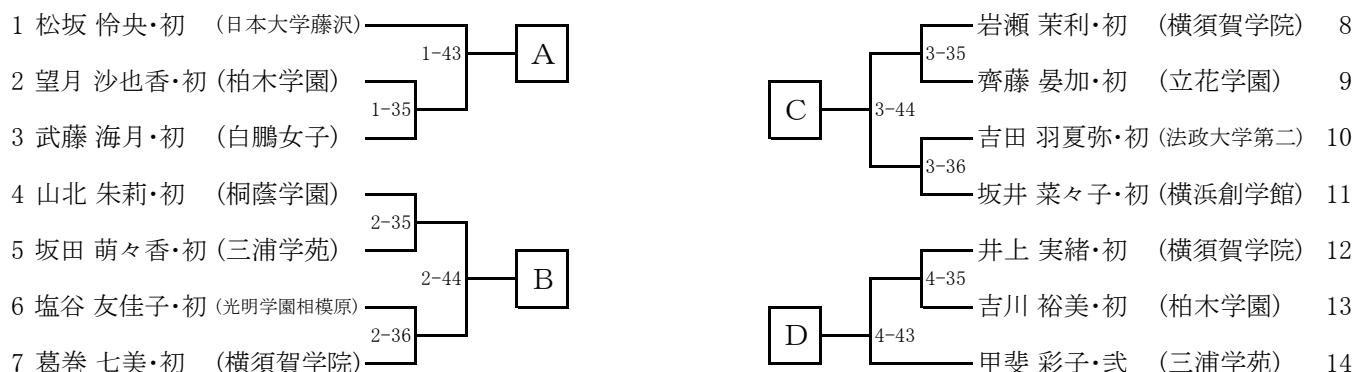 1 松坂 怜央・初 (日本大学藤沢)
1-43
A
2 望月 沙也香・初 (柏木学園)
1-35
3 武藤 海月・初 (白鵬女子)
4 山北 朱莉・初 (桐蔭学園)
2-35
5 坂田 萌々香・初 (三浦学苑)
2-44
B
6 塩谷 友佳子・初 (光明学園相模原)
2-36
7 葛巻 七美・初 (横須賀学院)
岩瀬 茉利・初 (横須賀学院) 8
3-35
齊藤 晏加・初 (立花学園) 9
C
3-44
吉田 羽夏弥・初 (法政大学第二) 10
3-36
坂井 菜々子・初 (横浜創学館) 11
井上 実緒・初 (横須賀学院) 12
4-35
吉川 裕美・初 (柏木学園) 13
D
4-43
甲斐 彩子・弐 (三浦学苑) 14